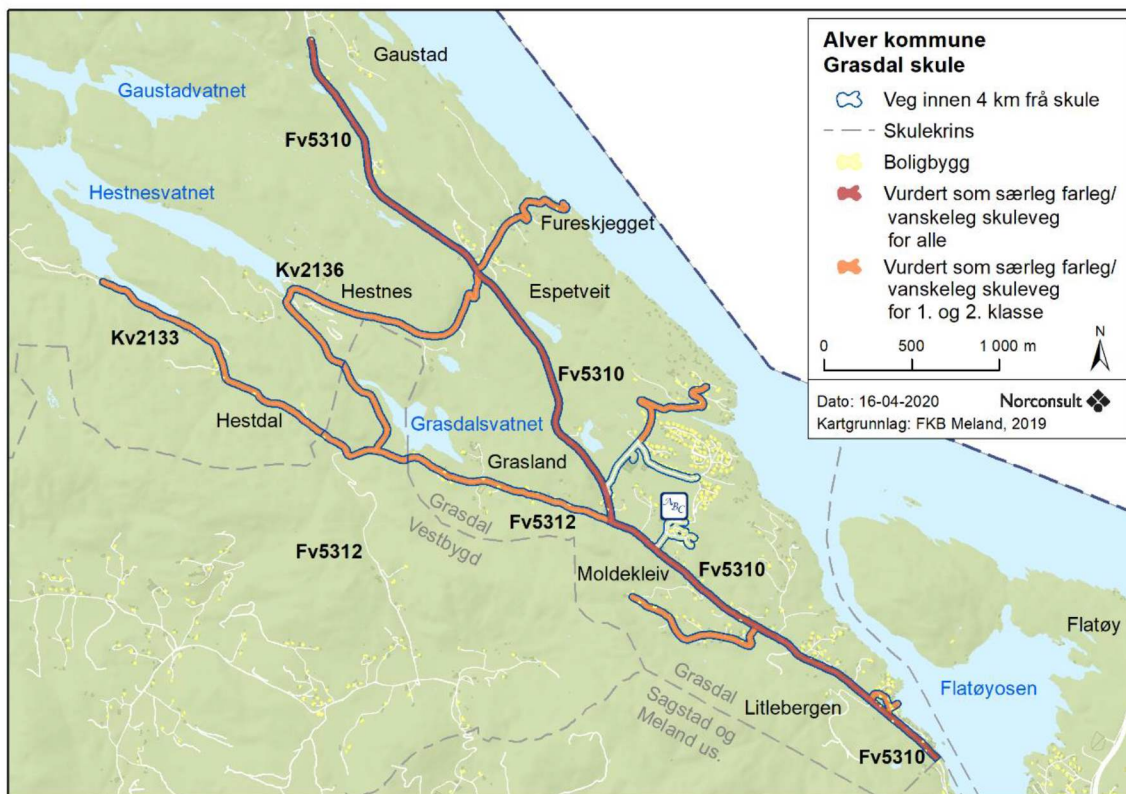 Gaustad
Gaustadvatnet
Fv5310
Hestnesvatnet
Fureskjegget
Kv2136
Hestnes
Espetveit
Kv2133
Fv5310
Hestdal
Grasdalsvatnet
Grasland
ABC
Fv5312
Grasdal
Vestbygd
Fv5312
Moldekleiv
Fv5310
Flatøy
Grasdal
Sagstad og
Meland us.
Litlebergen
Flatøyosen
Fv5310
Alver kommune
Grasdal skule
Veg innen 4 km frå skule
Skulekrins
Boligbygg
Vurdert som særleg farleg/
vanskeleg skuleveg
for alle
Vurdert som særleg farleg/
vanskeleg skuleveg
for 1. og 2. klasse
N
0 500 1 000 m
Dato: 16-04-2020 Norconsult
Kartgrunnlag: FKB Meland, 2019